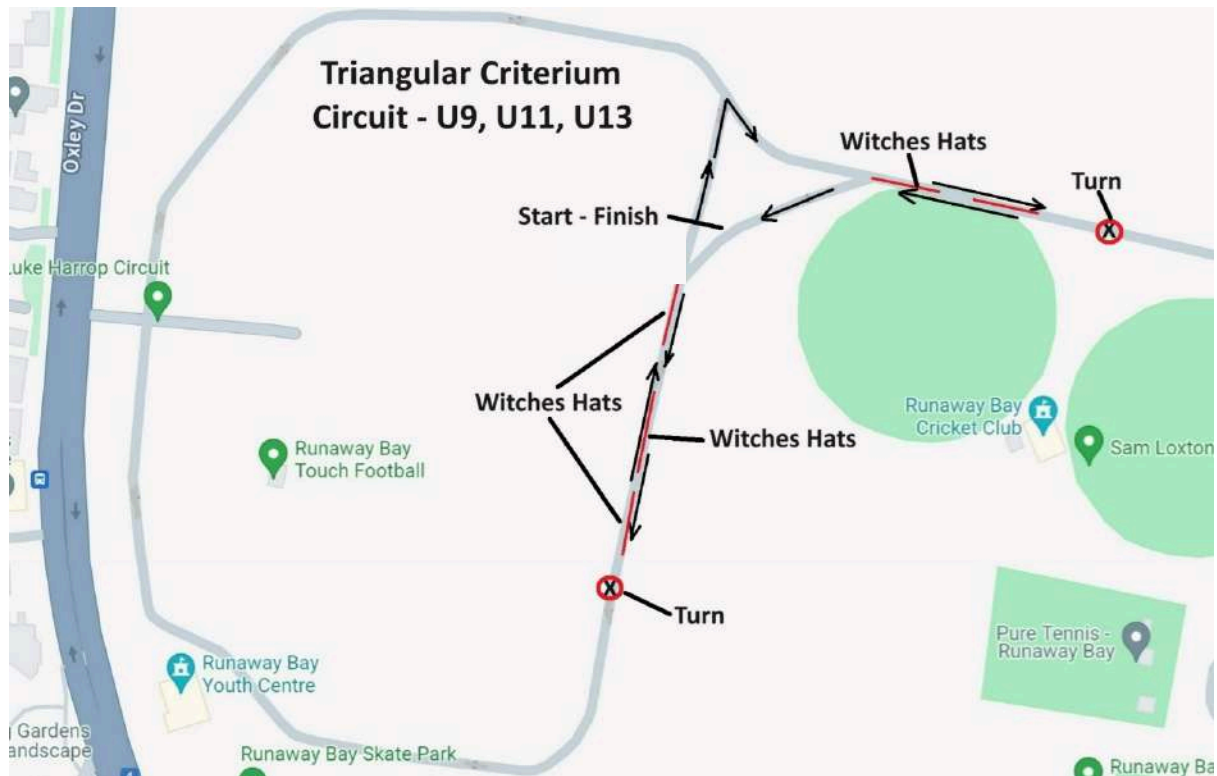 Triangular Criterium
Circuit - U9, U11, U13
Oxley Dr
Witches Hats
Turn
X
Start - Finish
Luke Harrop Circuit
Witches Hats
Witches Hats
Runaway Bay
Cricket Club
Sam Loxton
Runaway Bay
Touch Football
X
Turn
Pure Tennis -
Runaway Bay
Runaway Bay
Youth Centre
Gardens
andscape
Runaway Bay Skate Park
Runaway Ba